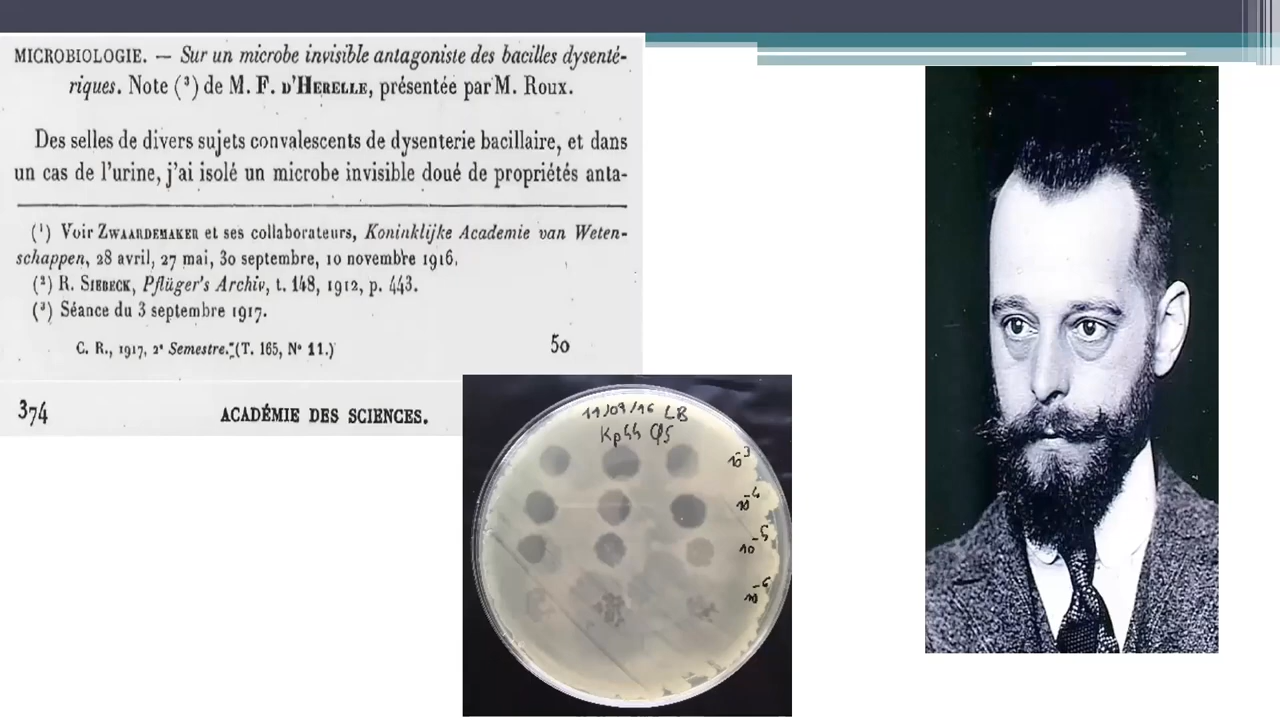 MICROBIOLOGIE. — Sur un microbe invisible antagoniste des bacilles dysenté-
riques. Note (³) de M. F. D'HERELLE, présentée par M. Roux.
Des selles de divers sujets convalescents de dysenterie bacillaire, et dans
un cas de l'urine, j'ai isolé un microbe invisible doué de propriétés anta-
(¹) Voir ZWAARDEMAKER et ses collaborateurs, Koninklijke Academie van Weten-
schappen, 28 avril, 27 mai, 30 septembre, 10 novembre 1916.
(²) R. SIEBECK, Pflüger's Archiv, t. 148, 1912, p. 443.
(³) Séance du 3 septembre 1917.
C. R., 1917, 2ᵉ Semestre. (T. 165, N° 11.) 50
374 ACADÉMIE DES SCIENCES.
LB
10⁻³
10⁻⁴
10⁻⁵
10⁻⁶